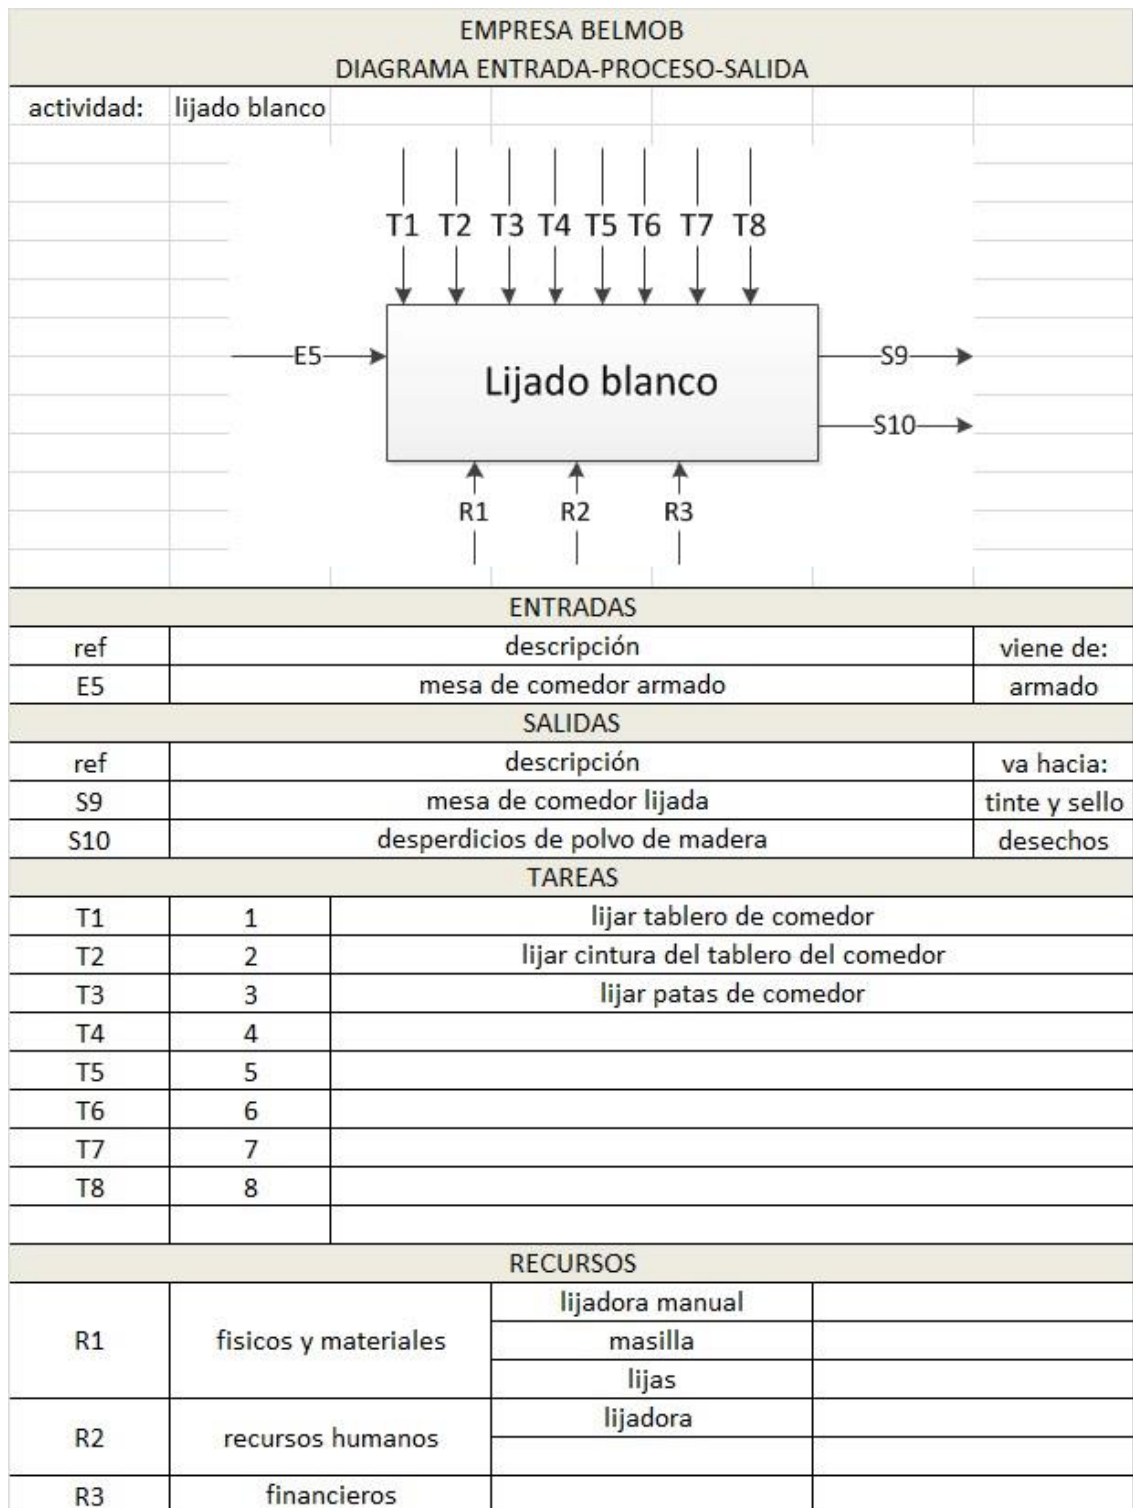 EMPRESA BELMOB
DIAGRAMA ENTRADA-PROCESO-SALIDA
actividad: lijado blanco
T1 T2 T3 T4 T5 T6 T7 T8
E5 S9
Lijado blanco
S10
R1 R2 R3
ENTRADAS
ref descripción viene de:
E5 mesa de comedor armado armado
SALIDAS
ref descripción va hacia:
S9 mesa de comedor lijada tinte y sello
S10 desperdicios de polvo de madera desechos
TAREAS
T1 1 lijar tablero de comedor
T2 2 lijar cintura del tablero del comedor
T3 3 lijar patas de comedor
T4 4
T5 5
T6 6
T7 7
T8 8
RECURSOS
lijadora manual
R1 fisicos y materiales masilla
lijas
lijadora
R2 recursos humanos
R3 financieros